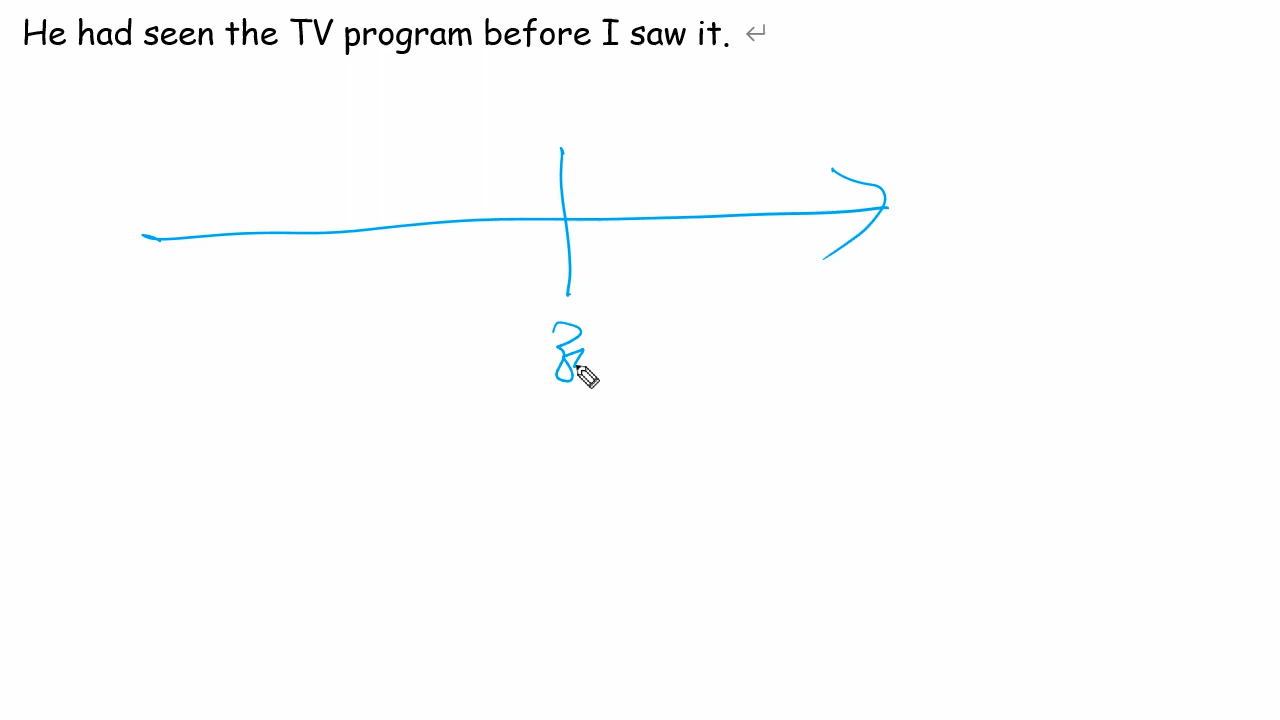 He had seen the TV program before I saw it. ↵